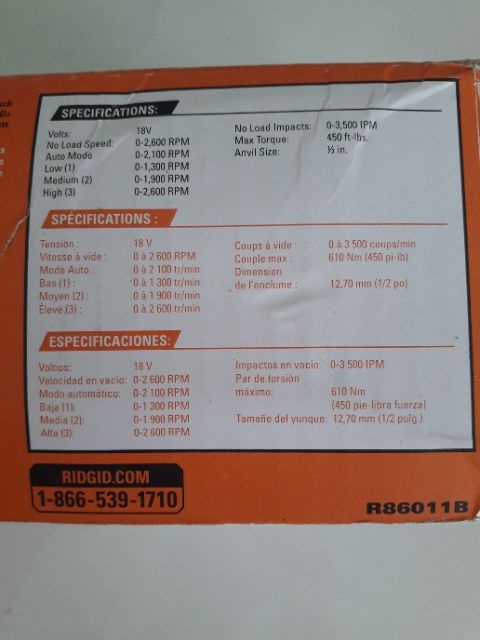 SPECIFICATIONS:
Volts: 18V
No Load Speed: 0-2,600 RPM
Auto Mode 0-2,100 RPM
Low (1) 0-1,300 RPM
Medium (2) 0-1,900 RPM
High (3) 0-2,600 RPM
No Load Impacts: 0-3,500 IPM
Max Torque: 450 ft-lbs.
Anvil Size: ½ in.
SPÉCIFICATIONS :
Tension : 18 V
Vitesse à vide : 0 à 2 600 RPM
Mode Auto : 0 à 2 100 tr/min
Bas (1) : 0 à 1 300 tr/min
Moyen (2) : 0 à 1 900 tr/min
Élevé (3) : 0 à 2 600 tr/min
Coups à vide : 0 à 3 500 coups/min
Couple max : 610 Nm (450 pi-lb)
Dimension
de l'enclume : 12,70 mm (1/2 po)
ESPECIFICACIONES:
Voltios: 18 V
Velocidad en vacío: 0-2 600 RPM
Modo automático: 0-2 100 RPM
Baja (1): 0-1 300 RPM
Media (2): 0-1 900 RPM
Alta (3): 0-2 600 RPM
Impactos en vacío: 0-3 500 IPM
Par de torsión
máximo: 610 Nm
(450 pie-libra fuerza)
Tamaño del yunque: 12,70 mm (1/2 pulg.)
RIDGID.COM
1-866-539-1710
R86011B